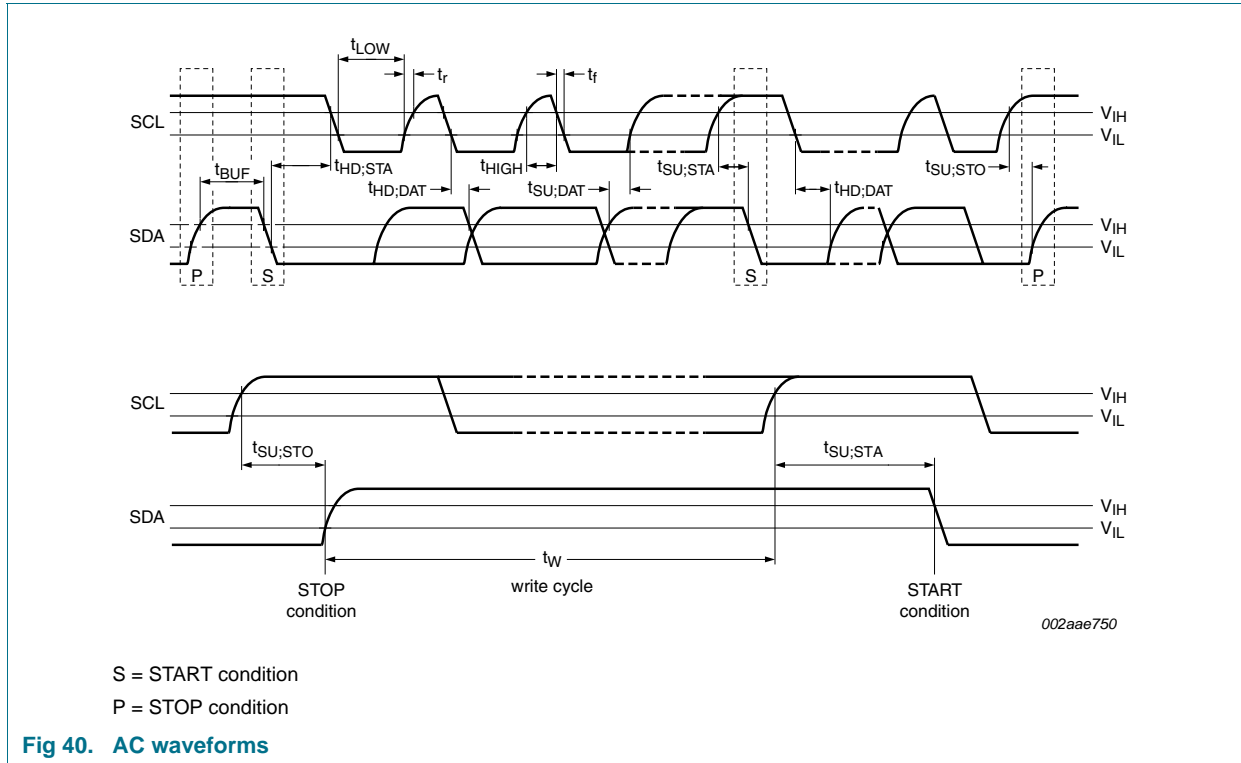 tLOW
tr
tf
SCL
VIH
VIL
tBUF
tHD;STA
tHD;DAT
tHIGH
tSU;DAT
tSU;STA
tHD;DAT
tSU;STO
SDA
VIH
VIL
P
S
S
P
SCL
VIH
VIL
tSU;STO
tSU;STA
SDA
VIH
VIL
tW
write cycle
STOP
condition
START
condition
002aae750
S = START condition
P = STOP condition
Fig 40. AC waveforms